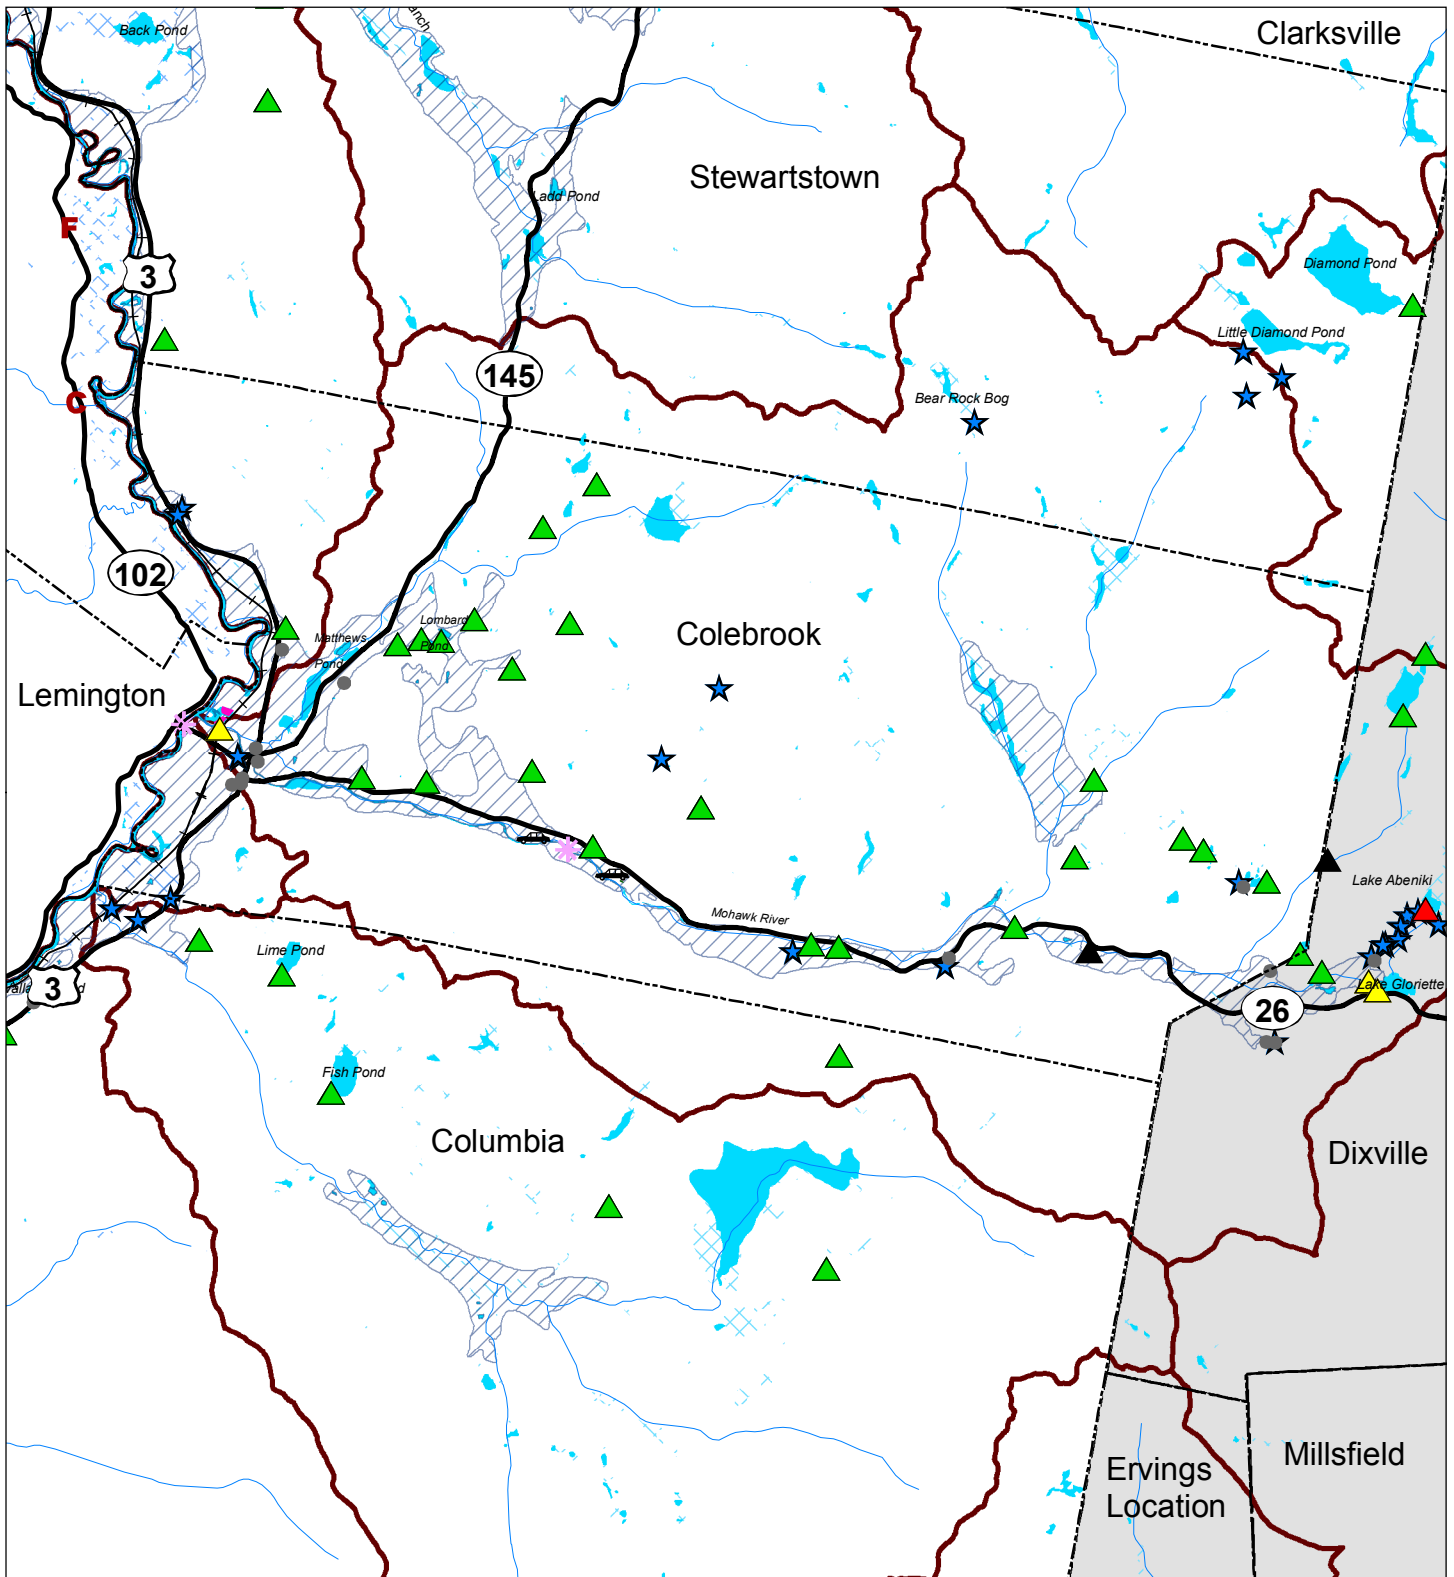 Back Pond
Clarksville
Stewartstown
Ladd Pond
F
3
Diamond Pond
Little Diamond Pond
145
C
Bear Rock Bog
102
Lombard
Pond
Matthews
Pond
Colebrook
Lemington
Lake Abeniki
Mohawk River
Lime Pond
3
Lake Gloriette
26
Fish Pond
Columbia
Dixville
Millsfield
Ervings
Location